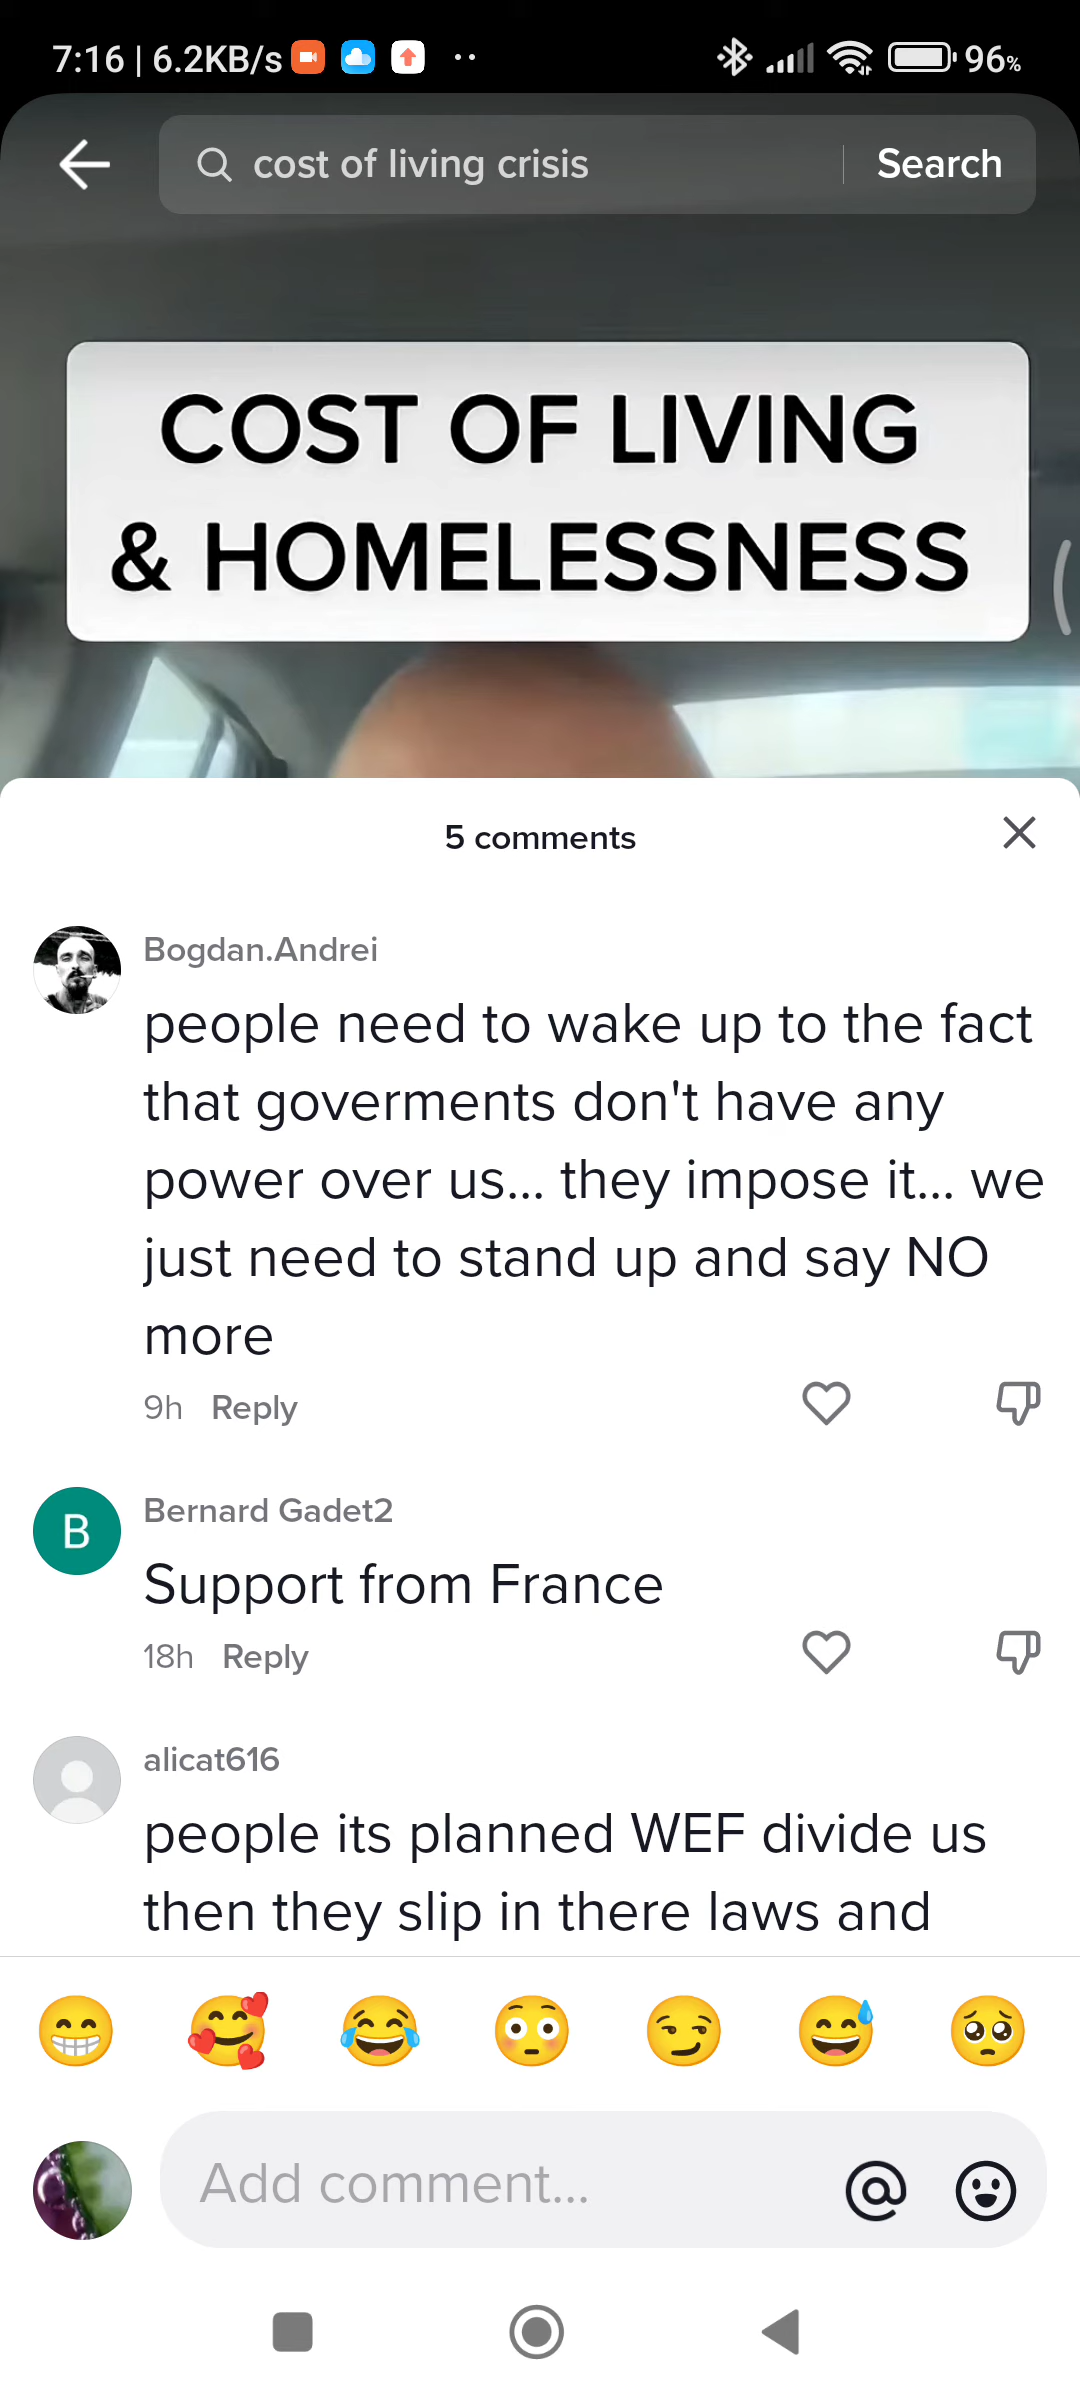 7:16 | 6.2KB/s
96%
cost of living crisis
Search
COST OF LIVING
& HOMELESSNESS
5 comments
Bogdan.Andrei
people need to wake up to the fact
that goverments don't have any
power over us... they impose it... we
just need to stand up and say NO
more
9h Reply
B
Bernard Gadet2
Support from France
18h Reply
alicat616
people its planned WEF divide us
then they slip in there laws and
Add comment...